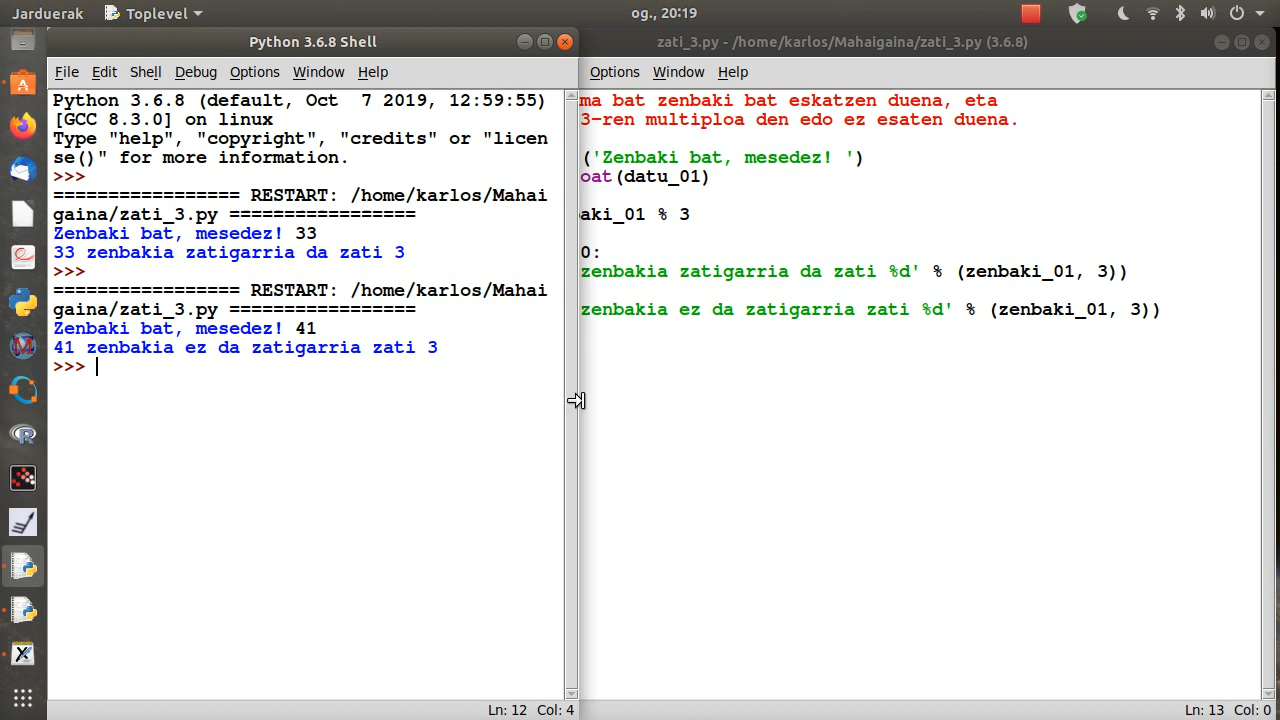 Jarduerak
Toplevel
og., 20:19
Python 3.6.8 Shell
File Edit Shell Debug Options Window Help
Python 3.6.8 (default, Oct  7 2019, 12:59:55)
[GCC 8.3.0] on linux
Type "help", "copyright", "credits" or "licen
se()" for more information.
>>>
================= RESTART: /home/karlos/Mahai
gaina/zati_3.py =================
Zenbaki bat, mesedez! 33
33 zenbakia zatigarria da zati 3
>>>
================= RESTART: /home/karlos/Mahai
gaina/zati_3.py =================
Zenbaki bat, mesedez! 41
41 zenbakia ez da zatigarria zati 3
>>>
Ln: 12 Col: 4
zati_3.py - /home/karlos/Mahaigaina/zati_3.py (3.6.8)
Options Window Help
ma bat zenbaki bat eskatzen duena, eta
3-ren multiploa den edo ez esaten duena.
('Zenbaki bat, mesedez! ')
oat(datu_01)
aki_01 % 3
0:
zenbakia zatigarria da zati %d' % (zenbaki_01, 3))
zenbakia ez da zatigarria zati %d' % (zenbaki_01, 3))
Ln: 13 Col: 0